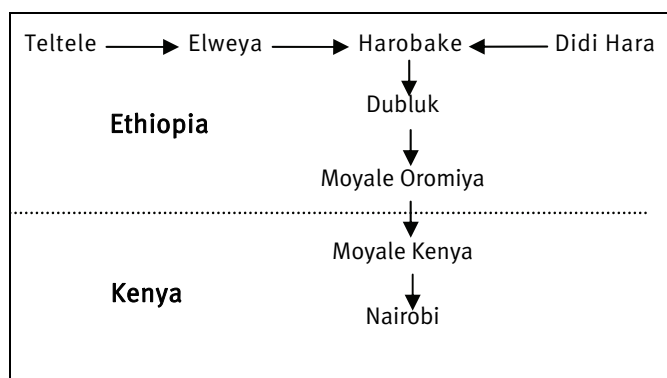 Teltele Elweya Harobake Didi Hara
Dubluk
Ethiopia
Moyale Oromiya
Moyale Kenya
Kenya
Nairobi